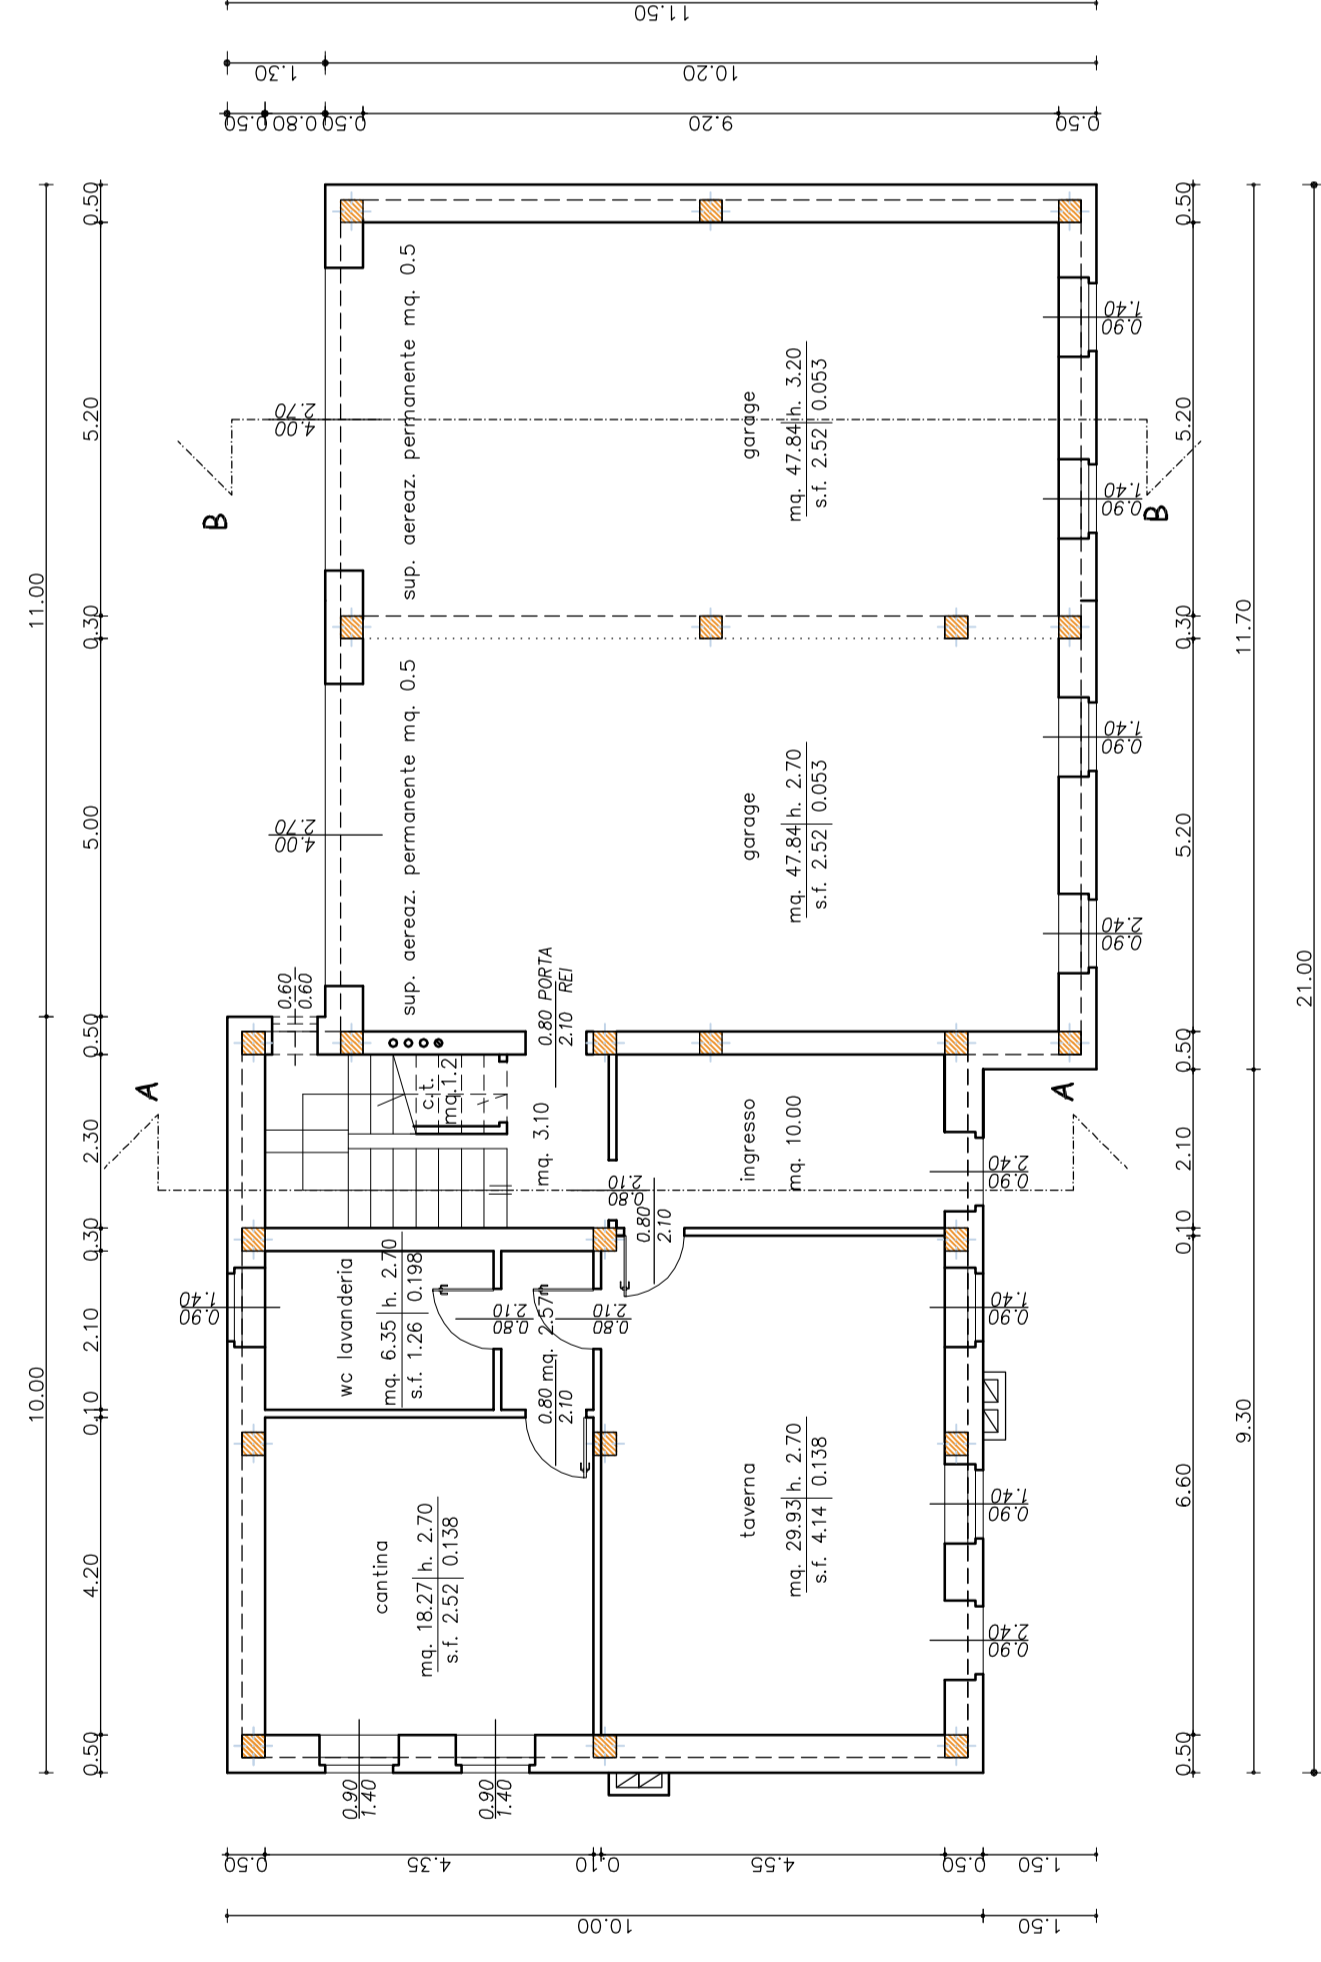 11.50
1.30
10.20
0.50
0.80
0.50
9.20
0.50
11.00
10.00
0.50
5.20
0.30
5.00
0.50
2.30
0.30
2.10
0.10
4.20
0.50
B
4.00
2.70
4.00
2.70
0.60
0.60
A
0.90
1.40
sup. aereaz. permanente mq. 0.5
sup. aereaz. permanente mq. 0.5
garage
mq. 47.84 h. 3.20
s.f. 2.52 0.053
garage
mq. 47.84 h. 2.70
s.f. 2.52 0.053
0.80 PORTA
2.10 REI
c.t.
mq.1.2
mq. 3.10
ingresso
mq. 10.00
0.80
2.10
0.80
2.10
wc lavanderia
mq. 6.35 h. 2.70
s.f. 1.26 0.198
0.80
2.10
0.80
2.10
mq. 2.57
0.80
2.10
cantina
mq. 18.27 h. 2.70
s.f. 2.52 0.138
taverna
mq. 29.93 h. 2.70
s.f. 4.14 0.138
0.90
1.40
0.90
1.40
0.90
1.40
0.90
1.40
0.90
1.40
0.90
2.40
0.90
2.40
0.90
1.40
0.90
1.40
0.90
2.40
B
A
0.50
5.20
0.30
5.20
0.50
2.10
0.10
6.60
0.50
11.70
9.30
21.00
0.50
4.35
0.10
4.55
0.50
1.50
10.00
1.50